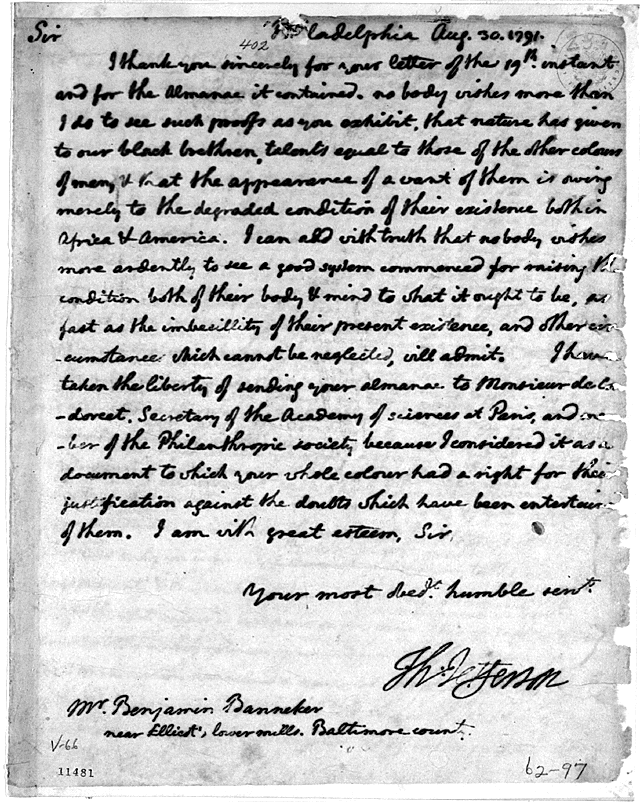 Sir
Philadelphia Aug. 30. 1791.
402
I thank you sincerely for your letter of the 19th. instant
and for the Almanac it contained. no body wishes more than
I do to see such proofs as you exhibit, that nature has given
to our black brethren, talents equal to those of the other colours
of men, & that the appearance of a want of them is owing
merely to the degraded condition of their existence both in
Africa & America. I can add with truth that no body wishes
more ardently to see a good system commenced for raising the
condition both of their body & mind to what it ought to be, as
fast as the imbecillity of their present existence, and other cir
-cumstance which cannot be neglected, will admit. I have
taken the liberty of sending your almanac to Monsieur de Con
-dorcet, Secretary of the Academy of sciences at Paris, and mem
-ber of the Philanthropic society because I considered it as a
document to which your whole colour had a right for their
justification against the doubts which have been entertain
of them. I am with great esteem, Sir
Your most obedt. humble servt.
Th. Jefferson
Mr. Benjamin Banneker
near Ellicot's, lower mills. Baltimore count.
V-66
11481
62-97